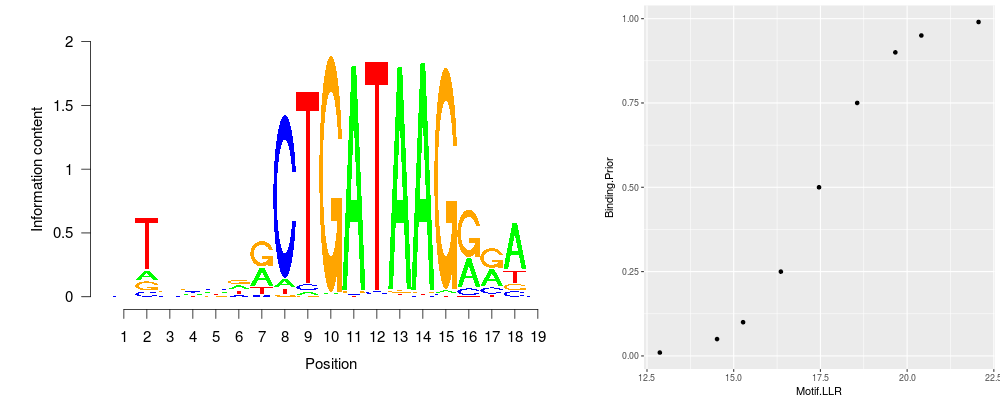 2
1.5
1
0.5
0
Information content
T
A
G
G
A
C
T
G
A
T
A
A
G
G
A
G
A
A
T
1 2 3 4 5 6 7 8 9 10 11 12 13 14 15 16 17 18 19
Position
1.00
0.75
0.50
0.25
0.00
Binding.Prior
12.5 15.0 17.5 20.0 22.5
Motif.LLR